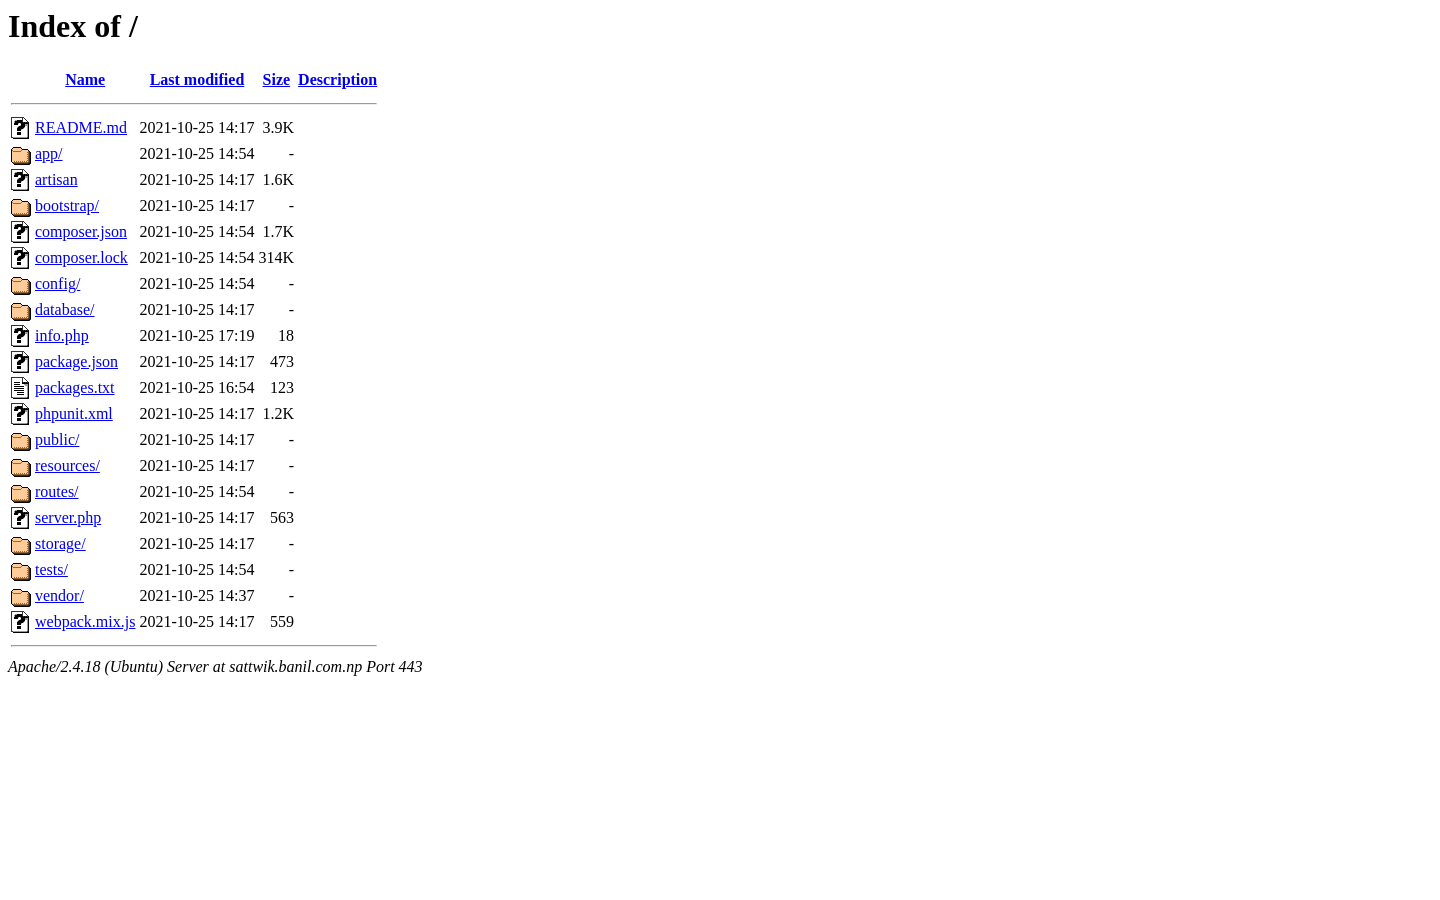 Index of /
Name Last modified Size Description
README.md 2021-10-25 14:17 3.9K
app/ 2021-10-25 14:54 -
artisan 2021-10-25 14:17 1.6K
bootstrap/ 2021-10-25 14:17 -
composer.json 2021-10-25 14:54 1.7K
composer.lock 2021-10-25 14:54 314K
config/ 2021-10-25 14:54 -
database/ 2021-10-25 14:17 -
info.php 2021-10-25 17:19 18
package.json 2021-10-25 14:17 473
packages.txt 2021-10-25 16:54 123
phpunit.xml 2021-10-25 14:17 1.2K
public/ 2021-10-25 14:17 -
resources/ 2021-10-25 14:17 -
routes/ 2021-10-25 14:54 -
server.php 2021-10-25 14:17 563
storage/ 2021-10-25 14:17 -
tests/ 2021-10-25 14:54 -
vendor/ 2021-10-25 14:37 -
webpack.mix.js 2021-10-25 14:17 559
Apache/2.4.18 (Ubuntu) Server at sattwik.banil.com.np Port 443